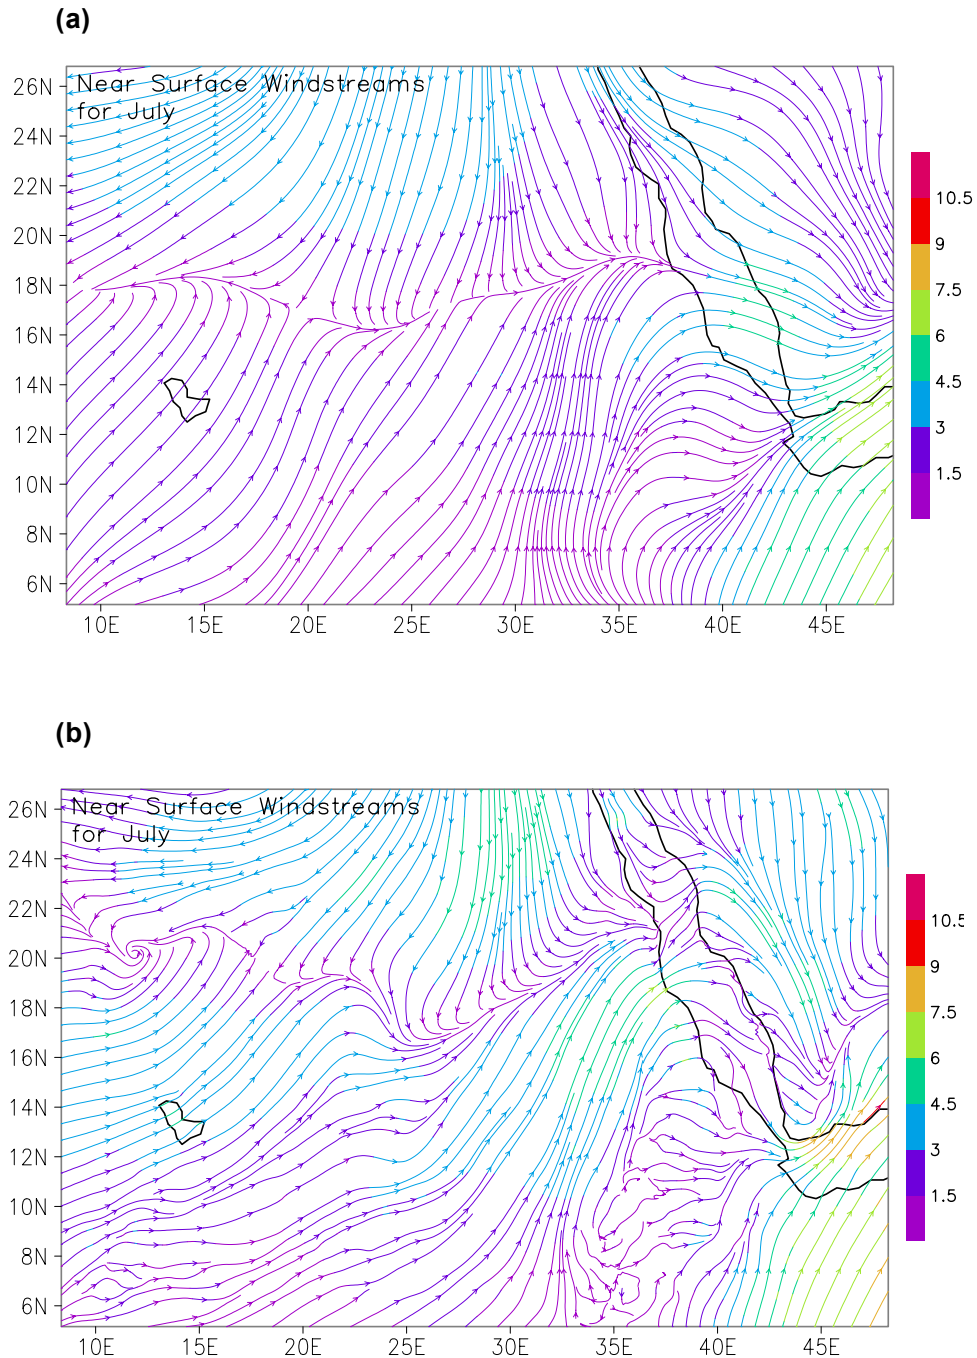 (a)
Near Surface Windstreams
for July
26N
24N
22N
20N
18N
16N
14N
12N
10N
8N
6N
10E 15E 20E 25E 30E 35E 40E 45E
10.5
9
7.5
6
4.5
3
1.5
(b)
Near Surface Windstreams
for July
26N
24N
22N
20N
18N
16N
14N
12N
10N
8N
6N
10E 15E 20E 25E 30E 35E 40E 45E
10.5
9
7.5
6
4.5
3
1.5